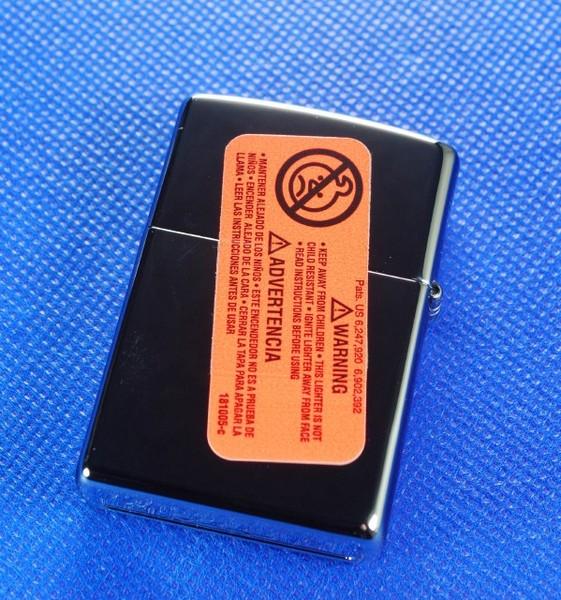 Pats. US 6,247,920 6,902,392
⚠WARNING
• KEEP AWAY FROM CHILDREN • THIS LIGHTER IS NOT
CHILD RESISTANT • IGNITE LIGHTER AWAY FROM FACE
• READ INSTRUCTIONS BEFORE USING
⚠ADVERTENCIA
• MANTENER ALEJADO DE LOS NIÑOS • ESTE ENCENDEDOR NO ES A PRUEBA DE
NIÑOS • ENCENDER ALEJADO DE LA CARA • CERRAR LA TAPA PARA APAGAR LA
LLAMA • LEER LAS INSTRUCCIONES ANTES DE USAR
181005-c